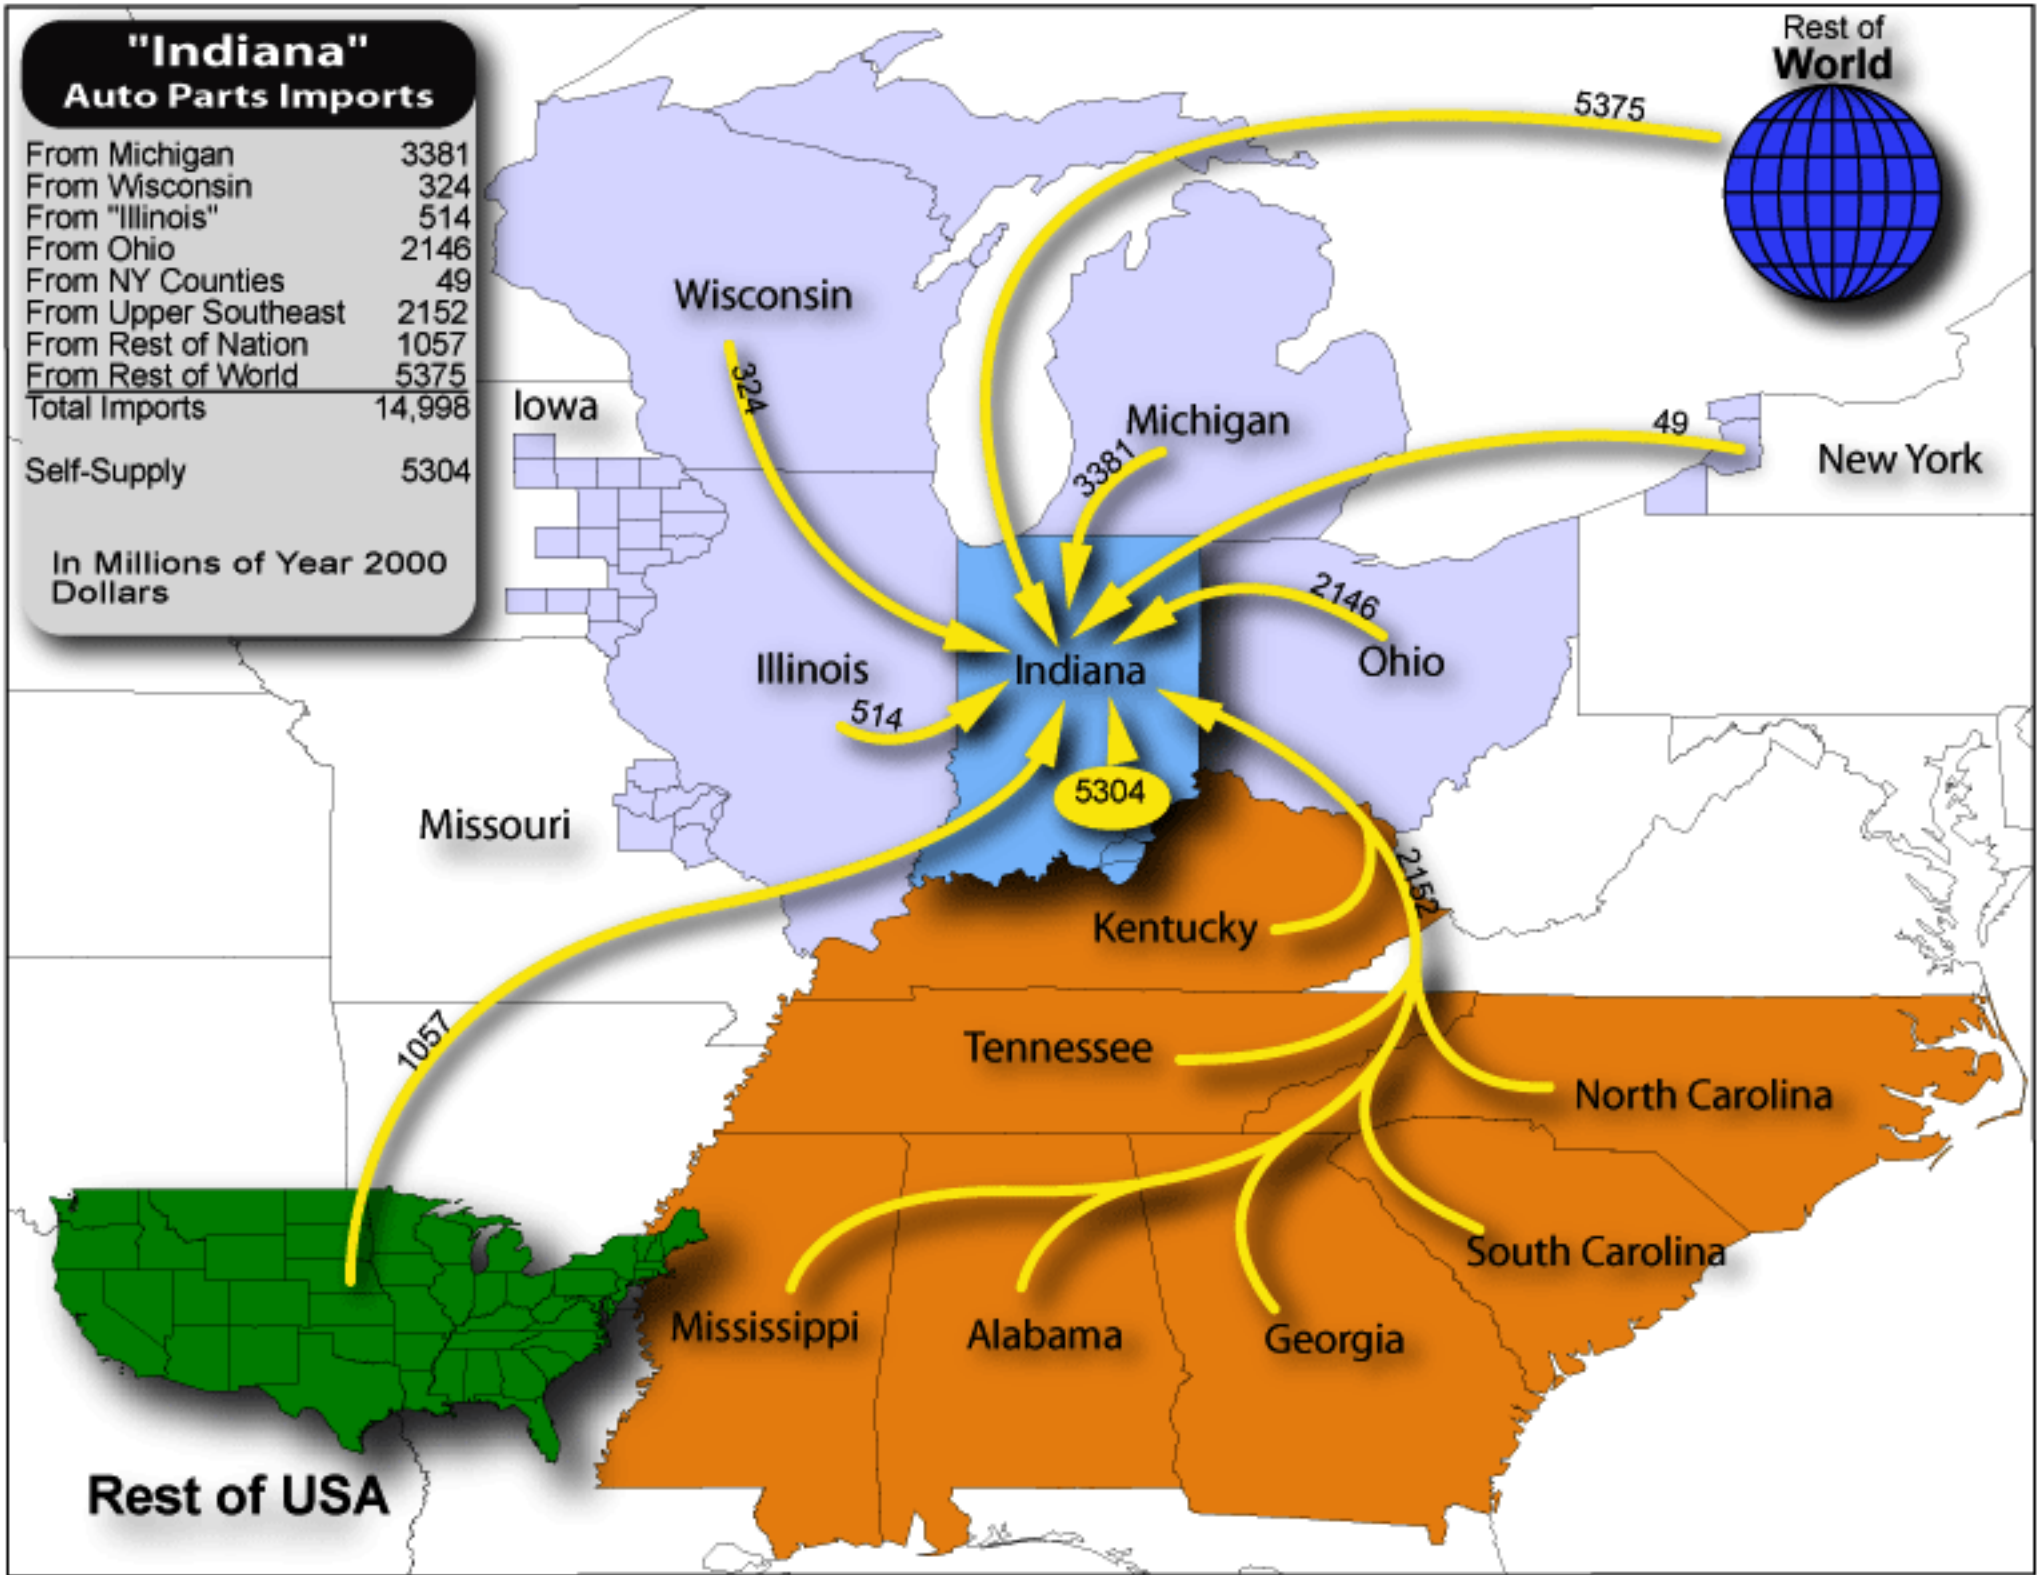 "Indiana"
Auto Parts Imports
From Michigan 3381
From Wisconsin 324
From "Illinois" 514
From Ohio 2146
From NY Counties 49
From Upper Southeast 2152
From Rest of Nation 1057
From Rest of World 5375
Total Imports 14,998
Self-Supply 5304
In Millions of Year 2000
Dollars
Rest of
World
5375
Wisconsin
324
Iowa
Michigan
3381
49
New York
2146
Ohio
Illinois
514
Indiana
5304
Missouri
2152
Kentucky
1057
Tennessee
North Carolina
South Carolina
Mississippi
Alabama
Georgia
Rest of USA